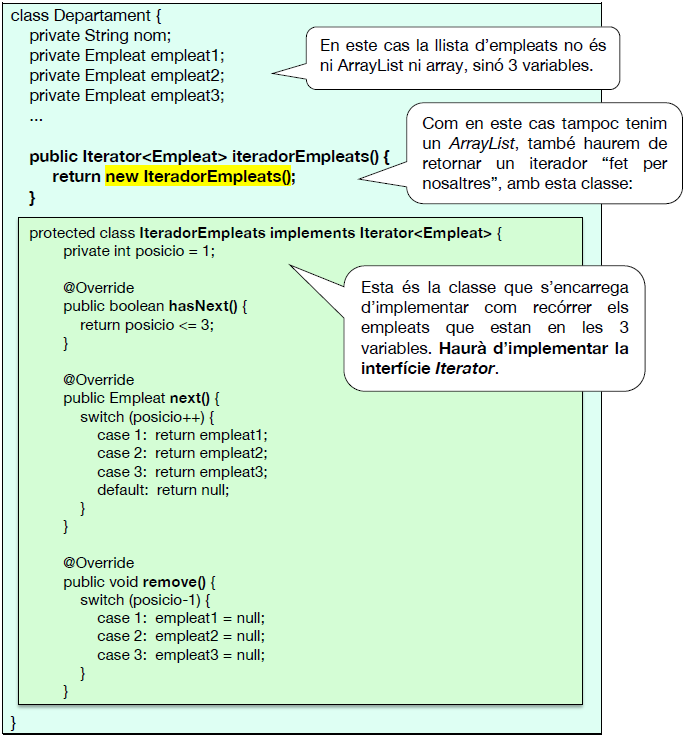 class Departament {
private String nom;
private Empleat empleat1;
private Empleat empleat2;
private Empleat empleat3;
...
En este cas la llista d’empleats no és
ni ArrayList ni array, sinó 3 variables.
public Iterator<Empleat> iteradorEmpleats() {
return new IteradorEmpleats();
}
Com en este cas tampoc tenim
un ArrayList, també haurem de
retornar un iterador “fet per
nosaltres”, amb esta classe:
protected class IteradorEmpleats implements Iterator<Empleat> {
private int posicio = 1;
@Override
public boolean hasNext() {
return posicio <= 3;
}
Esta és la classe que s’encarrega
d’implementar com recórrer els
empleats que estan en les 3
variables. Haurà d’implementar la
interfície Iterator.
@Override
public Empleat next() {
switch (posicio++) {
case 1: return empleat1;
case 2: return empleat2;
case 3: return empleat3;
default: return null;
}
}
@Override
public void remove() {
switch (posicio-1) {
case 1: empleat1 = null;
case 2: empleat2 = null;
case 3: empleat3 = null;
}
}
}